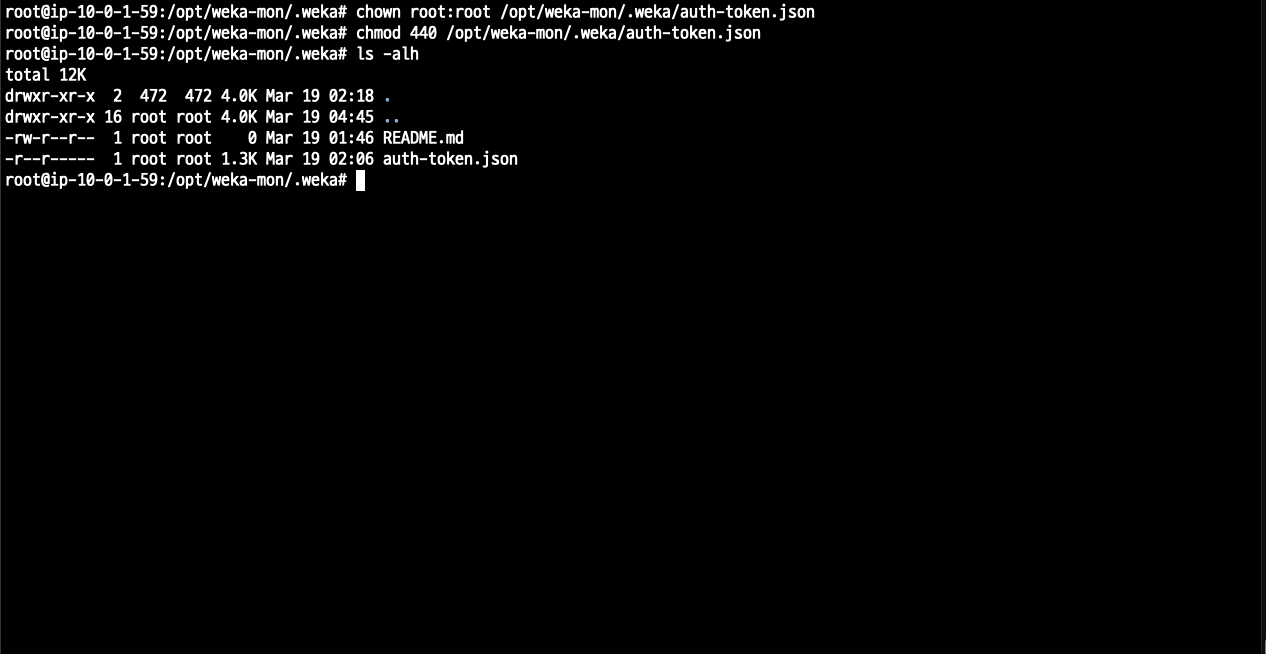 root@ip-10-0-1-59:/opt/weka-mon/.weka# chown root:root /opt/weka-mon/.weka/auth-token.json
root@ip-10-0-1-59:/opt/weka-mon/.weka# chmod 440 /opt/weka-mon/.weka/auth-token.json
root@ip-10-0-1-59:/opt/weka-mon/.weka# ls -alh
total 12K
drwxr-xr-x  2  472  472 4.0K Mar 19 02:18 .
drwxr-xr-x 16 root root 4.0K Mar 19 04:45 ..
-rw-r--r--  1 root root    0 Mar 19 01:46 README.md
-r--r-----  1 root root 1.3K Mar 19 02:06 auth-token.json
root@ip-10-0-1-59:/opt/weka-mon/.weka#